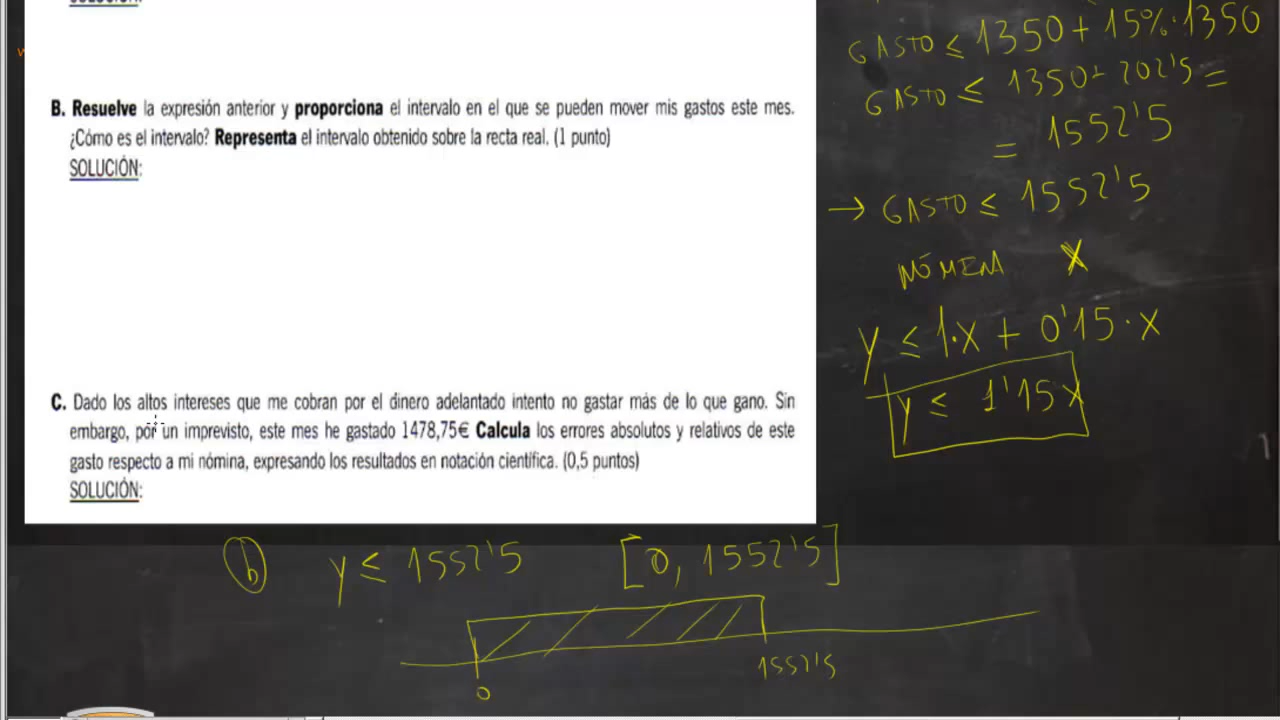 B. Resuelve la expresión anterior y proporciona el intervalo en el que se pueden mover mis gastos este mes.
¿Cómo es el intervalo? Representa el intervalo obtenido sobre la recta real. (1 punto)
SOLUCIÓN:
C. Dado los altos intereses que me cobran por el dinero adelantado intento no gastar más de lo que gano. Sin
embargo, por un imprevisto, este mes he gastado 1478,75€ Calcula los errores absolutos y relativos de este
gasto respecto a mi nómina, expresando los resultados en notación científica. (0,5 puntos)
SOLUCIÓN:
GASTO ≤ 1350 + 15%·1350
GASTO ≤ 1350+ 202'5 =
= 1552'5
→ GASTO ≤ 1552'5
NÓMINA X
y ≤ 1·x + 0'15·x
y ≤ 1'15x
b y ≤ 1552'5 [0, 1552'5]
0 1552'5